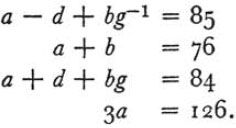 a − d + bg⁻¹ = 85
a + b = 76
a + d + bg = 84
3a = 126.